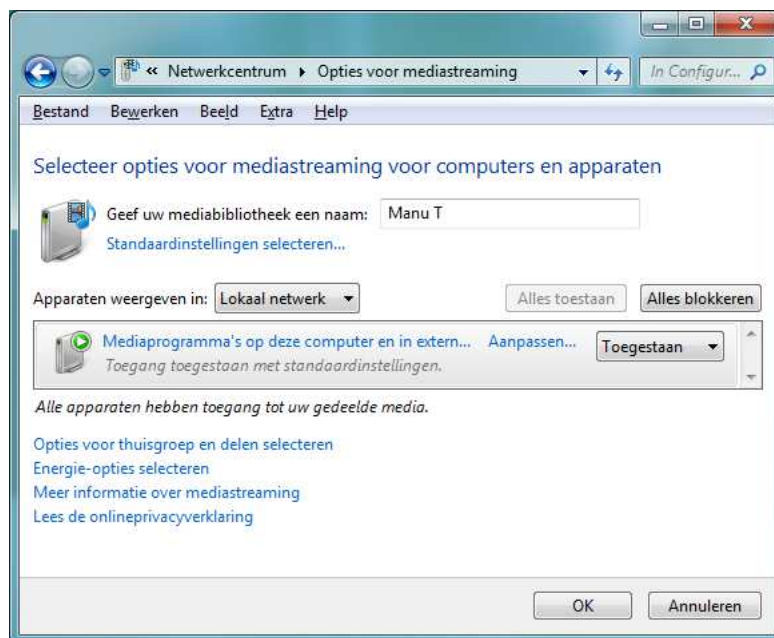 « Netwerkcentrum ▸ Opties voor mediastreaming In Configur...
Bestand Bewerken Beeld Extra Help
Selecteer opties voor mediastreaming voor computers en apparaten
Geef uw mediabibliotheek een naam: Manu T
Standaardinstellingen selecteren...
Apparaten weergeven in: Lokaal netwerk Alles toestaan Alles blokkeren
Mediaprogramma's op deze computer en in extern... Aanpassen... Toegestaan
Toegang toegestaan met standaardinstellingen.
Alle apparaten hebben toegang tot uw gedeelde media.
Opties voor thuisgroep en delen selecteren
Energie-opties selecteren
Meer informatie over mediastreaming
Lees de onlineprivacyverklaring
OK Annuleren